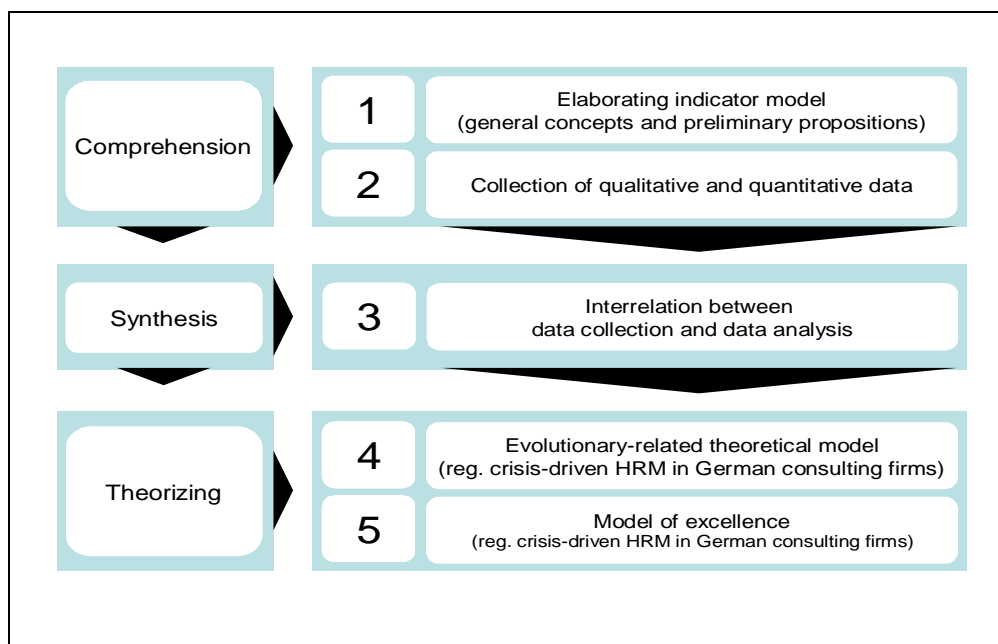 Comprehension
1
Elaborating indicator model
(general concepts and preliminary propositions)
2
Collection of qualitative and quantitative data
Synthesis
3
Interrelation between
data collection and data analysis
Theorizing
4
Evolutionary-related theoretical model
(reg. crisis-driven HRM in German consulting firms)
5
Model of excellence
(reg. crisis-driven HRM in German consulting firms)